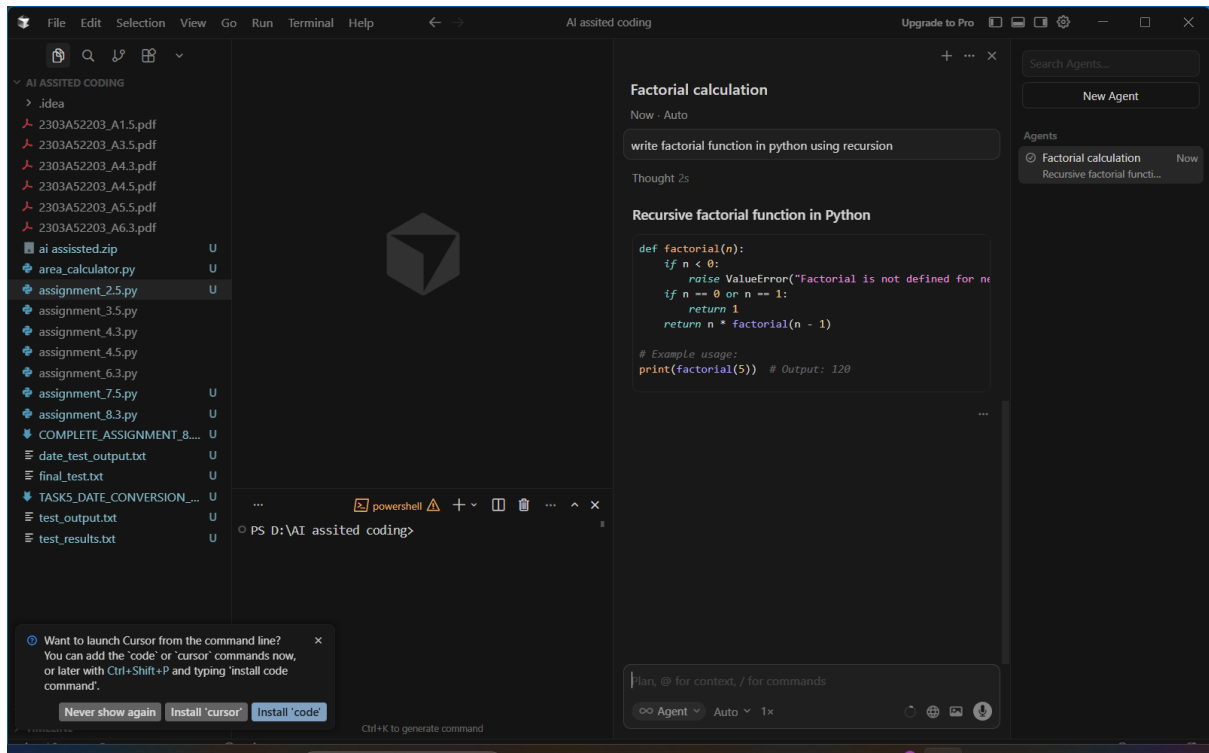 File Edit Selection View Go Run Terminal Help AI assited coding Upgrade to Pro
AI ASSITED CODING
.idea
2303A52203_A1.5.pdf
2303A52203_A3.5.pdf
2303A52203_A4.3.pdf
2303A52203_A4.5.pdf
2303A52203_A5.5.pdf
2303A52203_A6.3.pdf
ai assissted.zip U
area_calculator.py U
assignment_2.5.py U
assignment_3.5.py
assignment_4.3.py
assignment_4.5.py
assignment_6.3.py
assignment_7.5.py U
assignment_8.3.py U
COMPLETE_ASSIGNMENT_8.... U
date_test_output.txt U
final_test.txt U
TASK5_DATE_CONVERSION_... U
test_output.txt U
test_results.txt U
Want to launch Cursor from the command line?
You can add the `code` or `cursor` commands now,
or later with Ctrl+Shift+P and typing 'install code
command'.
Never show again Install 'cursor' Install 'code'
powershell
PS D:\AI assited coding>
Ctrl+K to generate command
Factorial calculation
Now · Auto
write factorial function in python using recursion
Thought 2s
Recursive factorial function in Python
def factorial(n):
if n < 0:
raise ValueError("Factorial is not defined for ne
if n == 0 or n == 1:
return 1
return n * factorial(n - 1)
# Example usage:
print(factorial(5)) # Output: 120
Plan, @ for context, / for commands
Agent Auto 1×
Search Agents...
New Agent
Agents
Factorial calculation Now
Recursive factorial functi...